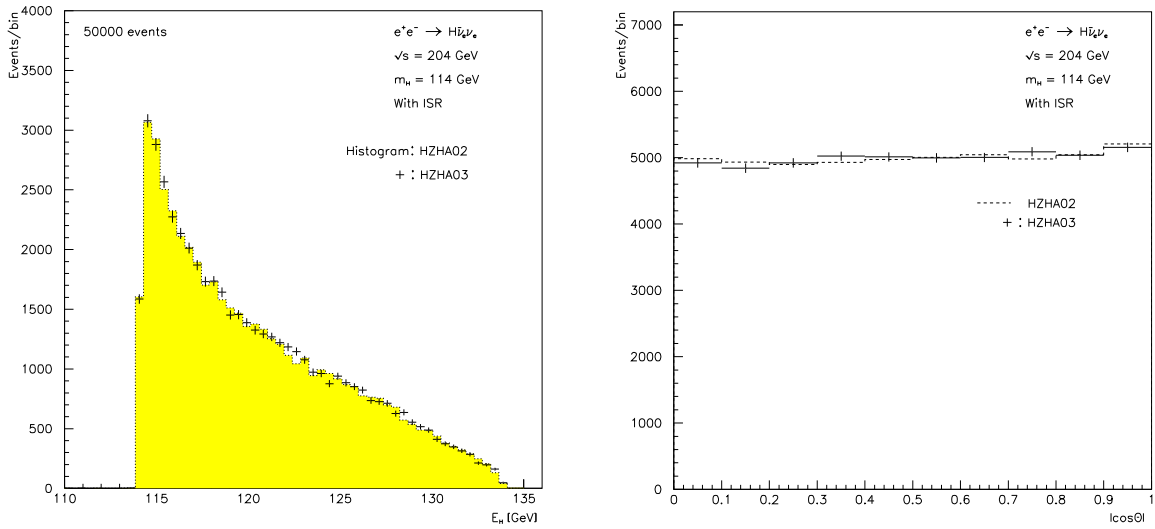 Events/bin
4000
3500
3000
2500
2000
1500
1000
500
0
50000 events
e⁺e⁻ → Hν̄ₑνₑ
√s = 204 GeV
m_H = 114 GeV
With ISR
Histogram: HZHA02
+ : HZHA03
110 115 120 125 130 135
E_H [GeV]
Events/bin
7000
6000
5000
4000
3000
2000
1000
0
e⁺e⁻ → Hν̄ₑνₑ
√s = 204 GeV
m_H = 114 GeV
With ISR
HZHA02
+ : HZHA03
0 0.1 0.2 0.3 0.4 0.5 0.6 0.7 0.8 0.9 1
|cosΘ|